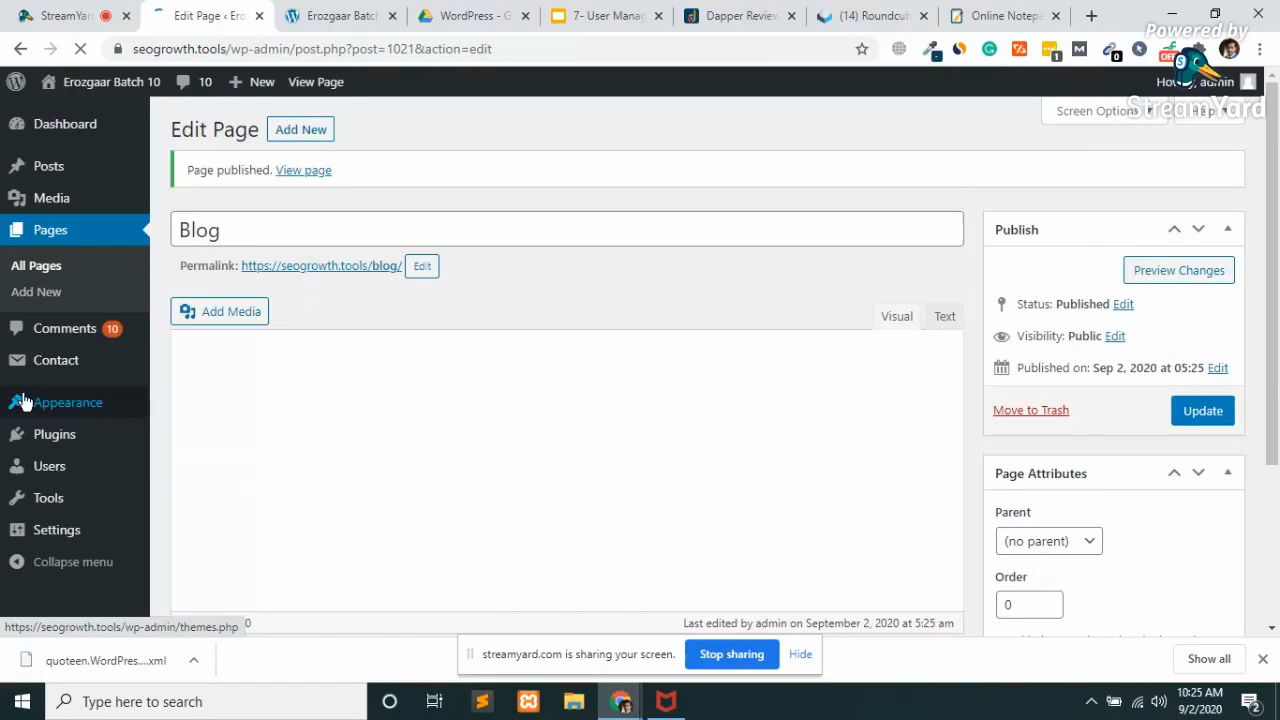 StreamYard
Edit Page ‹ Ero
Erozgaar Batch
WordPress - G
7- User Manag
Dapper Review
(14) Roundcub
Online Notepa
seogrowth.tools/wp-admin/post.php?post=1021&action=edit
Powered by
StreamYard
Erozgaar Batch 10
10
New
View Page
admin
Dashboard
Posts
Media
Pages
All Pages
Add New
Comments 10
Contact
Appearance
Plugins
Users
Tools
Settings
Collapse menu
Screen Options
Help
Edit Page
Add New
Page published. View page
Blog
Permalink: https://seogrowth.tools/blog/
Edit
Add Media
Visual
Text
Publish
Preview Changes
Status: Published Edit
Visibility: Public Edit
Published on: Sep 2, 2020 at 05:25 Edit
Move to Trash
Update
Page Attributes
Parent
(no parent)
Order
0
https://seogrowth.tools/wp-admin/themes.php
0
Last edited by admin on September 2, 2020 at 5:25 am
streamyard.com is sharing your screen.
Stop sharing
Hide
quoteen.WordPres....xml
Show all
Type here to search
10:25 AM
9/2/2020
2